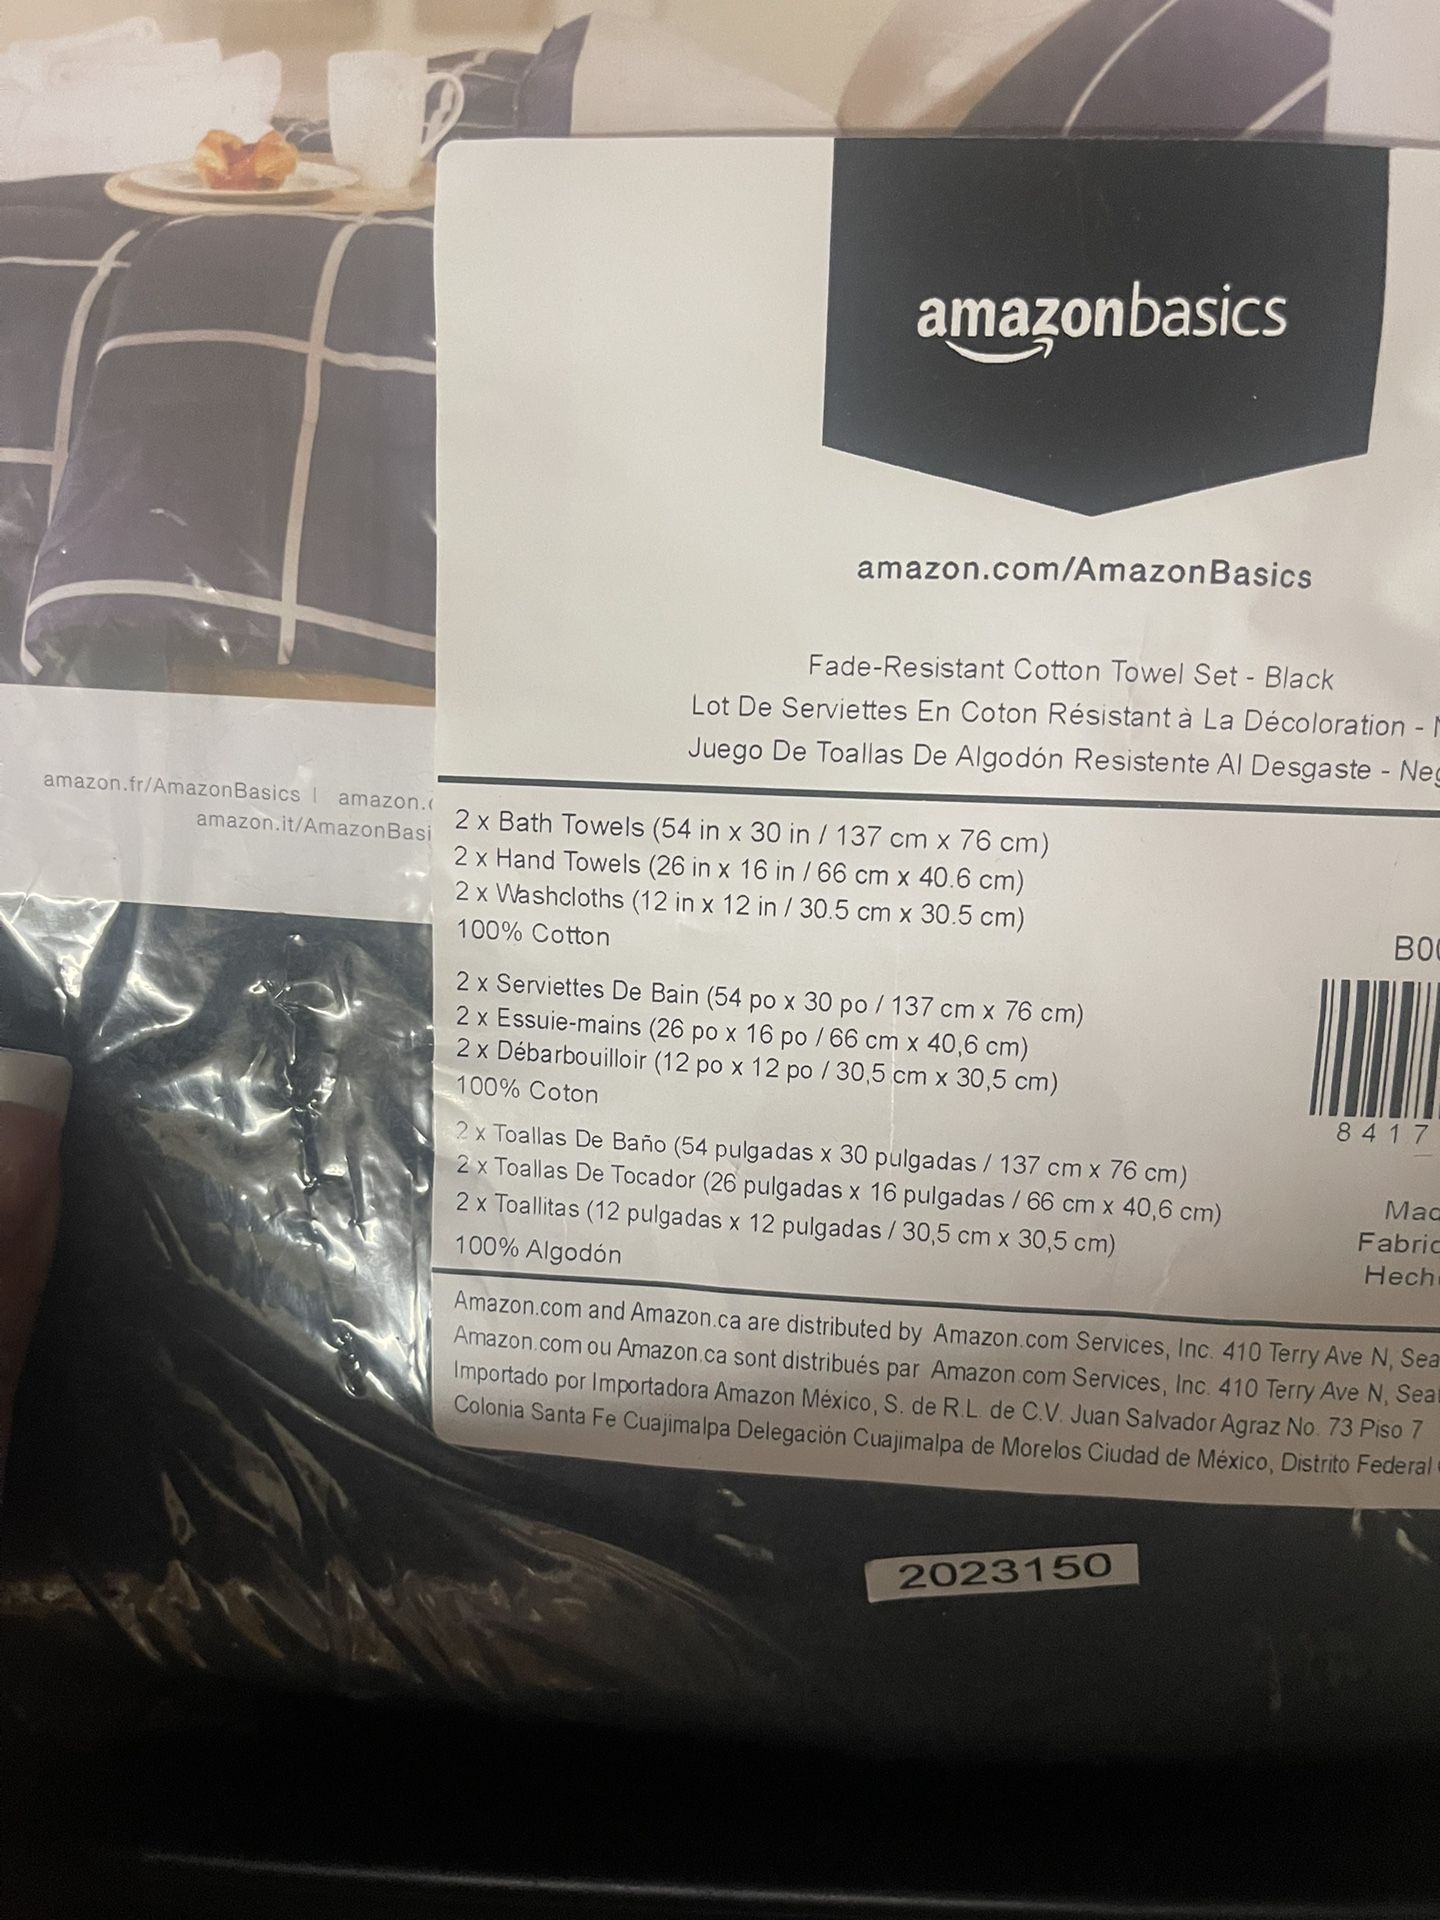 amazonbasics
amazon.com/AmazonBasics
Fade-Resistant Cotton Towel Set - Black
Lot De Serviettes En Coton Résistant à La Décoloration -
Juego De Toallas De Algodón Resistente Al Desgaste - Neg
amazon.fr/AmazonBasics | amazon.
amazon.it/AmazonBasi
2 x Bath Towels (54 in x 30 in / 137 cm x 76 cm)
2 x Hand Towels (26 in x 16 in / 66 cm x 40.6 cm)
2 x Washcloths (12 in x 12 in / 30.5 cm x 30.5 cm)
100% Cotton
B00
2 x Serviettes De Bain (54 po x 30 po / 137 cm x 76 cm)
2 x Essuie-mains (26 po x 16 po / 66 cm x 40,6 cm)
2 x Débarbouilloir (12 po x 12 po / 30,5 cm x 30,5 cm)
100% Coton
8417
2 x Toallas De Baño (54 pulgadas x 30 pulgadas / 137 cm x 76 cm)
2 x Toallas De Tocador (26 pulgadas x 16 pulgadas / 66 cm x 40,6 cm)
2 x Toallitas (12 pulgadas x 12 pulgadas / 30,5 cm x 30,5 cm)
100% Algodón
Mad
Fabric
Hech
Amazon.com and Amazon.ca are distributed by Amazon.com Services, Inc. 410 Terry Ave N, Sea
Amazon.com ou Amazon.ca sont distribués par Amazon.com Services, Inc. 410 Terry Ave N, Sea
Importado por Importadora Amazon México, S. de R.L. de C.V. Juan Salvador Agraz No. 73 Piso 7
Colonia Santa Fe Cuajimalpa Delegación Cuajimalpa de Morelos Ciudad de México, Distrito Federal
2023150